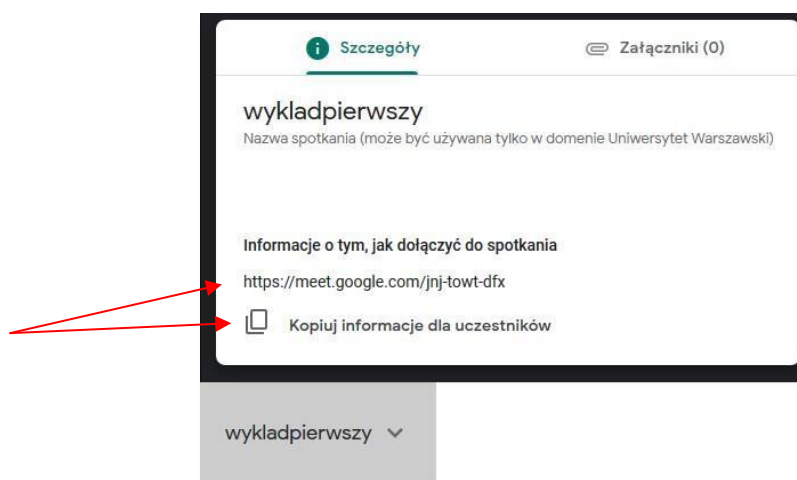 Szczegóły
Załączniki (0)
wykladpierwszy
Nazwa spotkania (może być używana tylko w domenie Uniwersytet Warszawski)
Informacje o tym, jak dołączyć do spotkania
https://meet.google.com/jnj-towt-dfx
Kopiuj informacje dla uczestników
wykladpierwszy